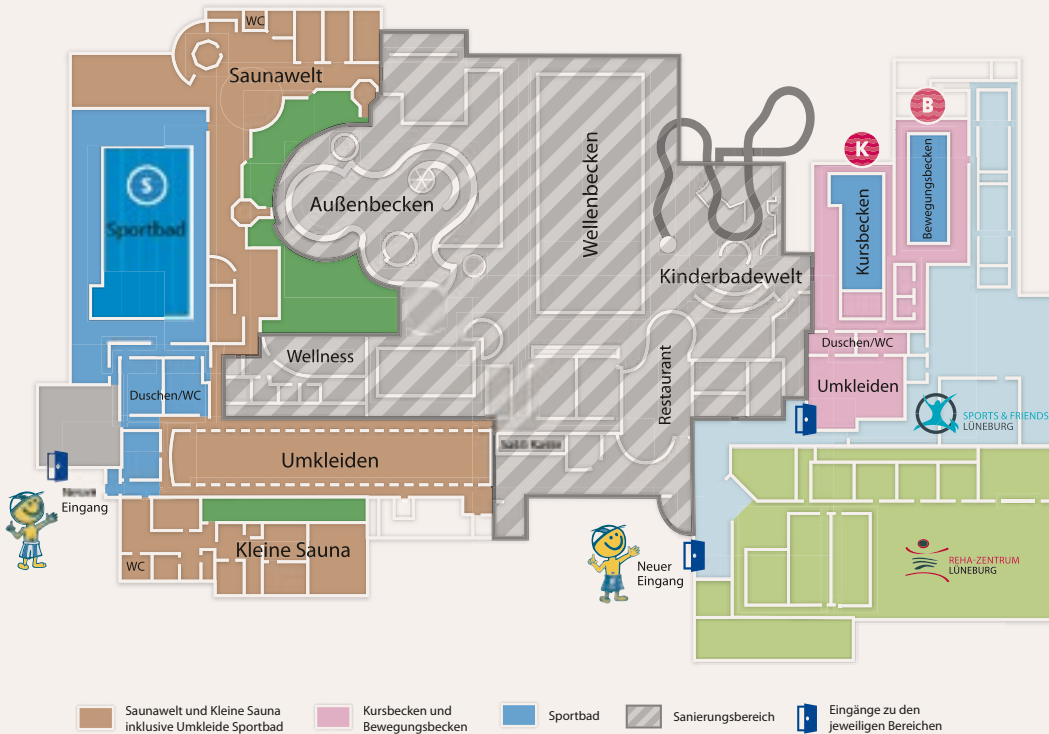 WC
Saunawelt
B
K
S
Sportbad
Außenbecken
Wellenbecken
Bewegungsbecken
Kursbecken
Kinderbadewelt
Wellness
Duschen/WC
Restaurant
Umkleiden
Duschen/WC
SPORTS & FRIENDS
LÜNEBURG
Umkleiden
Eingang
Kleine Sauna
WC
Neuer
Eingang
REHA-ZENTRUM
LÜNEBURG
Saunawelt und Kleine Sauna
inklusive Umkleide Sportbad
Kursbecken und
Bewegungsbecken
Sportbad
Sanierungsbereich
Eingänge zu den
jeweiligen Bereichen